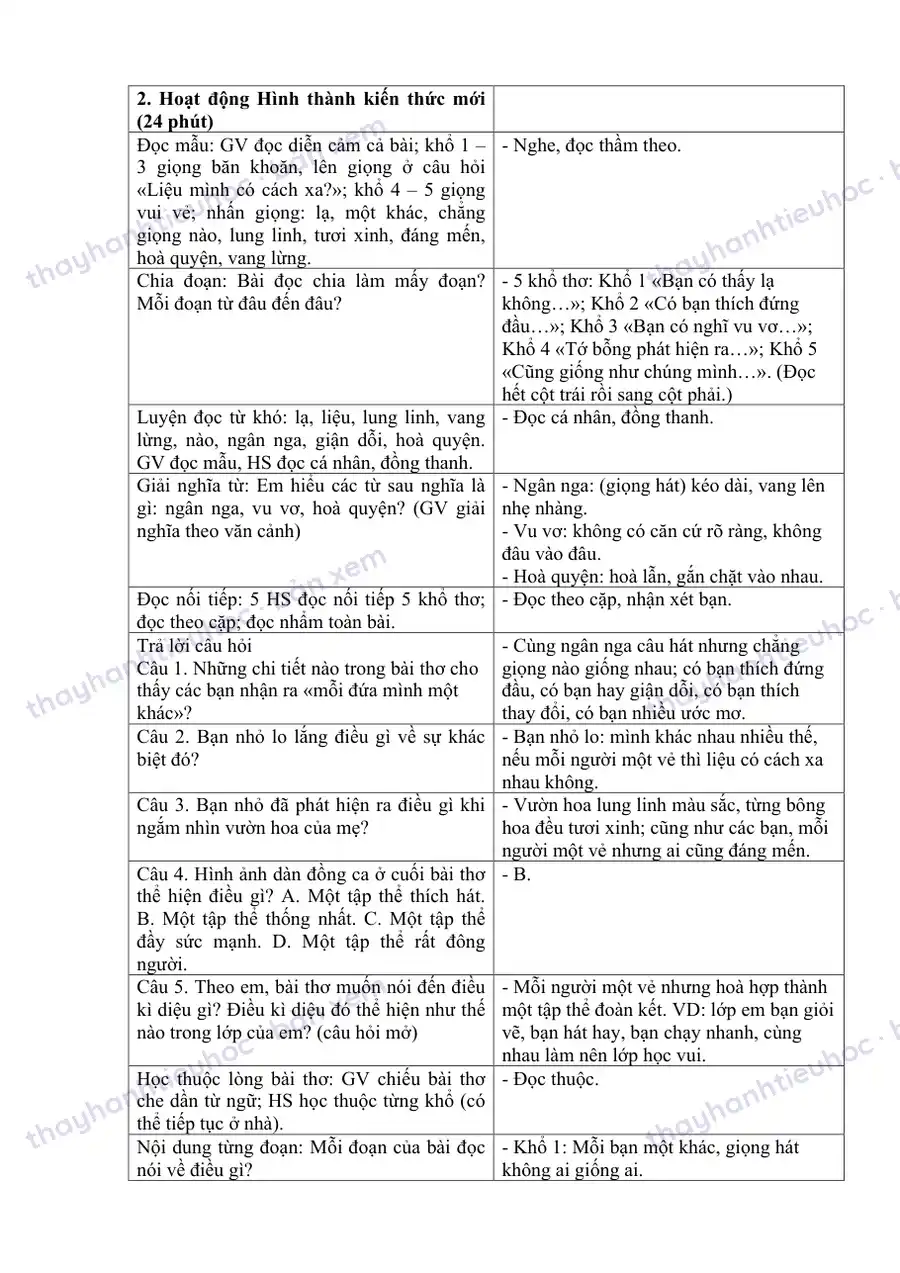 2. Hoạt động Hình thành kiến thức mới
(24 phút)
Đọc mẫu: GV đọc diễn cảm cả bài; khổ 1 –
3 giọng băn khoăn, lên giọng ở câu hỏi
«Liệu mình có cách xa?»; khổ 4 – 5 giọng
vui vẻ; nhấn giọng: lạ, một khác, chẳng
giọng nào, lung linh, tươi xinh, đáng mến,
hoà quyện, vang lừng.
- Nghe, đọc thầm theo.
Chia đoạn: Bài đọc chia làm mấy đoạn?
Mỗi đoạn từ đâu đến đâu?
- 5 khổ thơ: Khổ 1 «Bạn có thấy lạ
không…»; Khổ 2 «Có bạn thích đứng
đầu…»; Khổ 3 «Bạn có nghĩ vu vơ…»;
Khổ 4 «Tớ bỗng phát hiện ra…»; Khổ 5
«Cũng giống như chúng mình…». (Đọc
hết cột trái rồi sang cột phải.)
Luyện đọc từ khó: lạ, liệu, lung linh, vang
lừng, nào, ngân nga, giận dỗi, hoà quyện.
GV đọc mẫu, HS đọc cá nhân, đồng thanh.
- Đọc cá nhân, đồng thanh.
Giải nghĩa từ: Em hiểu các từ sau nghĩa là
gì: ngân nga, vu vơ, hoà quyện? (GV giải
nghĩa theo văn cảnh)
- Ngân nga: (giọng hát) kéo dài, vang lên
nhẹ nhàng.
- Vu vơ: không có căn cứ rõ ràng, không
đâu vào đâu.
- Hoà quyện: hoà lẫn, gắn chặt vào nhau.
Đọc nối tiếp: 5 HS đọc nối tiếp 5 khổ thơ;
đọc theo cặp; đọc nhẩm toàn bài.
- Đọc theo cặp, nhận xét bạn.
Trả lời câu hỏi
Câu 1. Những chi tiết nào trong bài thơ cho
thấy các bạn nhận ra «mỗi đứa mình một
khác»?
- Cùng ngân nga câu hát nhưng chẳng
giọng nào giống nhau; có bạn thích đứng
đầu, có bạn hay giận dỗi, có bạn thích
thay đổi, có bạn nhiều ước mơ.
Câu 2. Bạn nhỏ lo lắng điều gì về sự khác
biệt đó?
- Bạn nhỏ lo: mình khác nhau nhiều thế,
nếu mỗi người một vẻ thì liệu có cách xa
nhau không.
Câu 3. Bạn nhỏ đã phát hiện ra điều gì khi
ngắm nhìn vườn hoa của mẹ?
- Vườn hoa lung linh màu sắc, từng bông
hoa đều tươi xinh; cũng như các bạn, mỗi
người một vẻ nhưng ai cũng đáng mến.
Câu 4. Hình ảnh dàn đồng ca ở cuối bài thơ
thể hiện điều gì? A. Một tập thể thích hát.
B. Một tập thể thống nhất. C. Một tập thể
đầy sức mạnh. D. Một tập thể rất đông
người.
- B.
Câu 5. Theo em, bài thơ muốn nói đến điều
kì diệu gì? Điều kì diệu đó thể hiện như thế
nào trong lớp của em? (câu hỏi mở)
- Mỗi người một vẻ nhưng hoà hợp thành
một tập thể đoàn kết. VD: lớp em bạn giỏi
vẽ, bạn hát hay, bạn chạy nhanh, cùng
nhau làm nên lớp học vui.
Học thuộc lòng bài thơ: GV chiếu bài thơ
che dần từ ngữ; HS học thuộc từng khổ (có
thể tiếp tục ở nhà).
- Đọc thuộc.
Nội dung từng đoạn: Mỗi đoạn của bài đọc
nói về điều gì?
- Khổ 1: Mỗi bạn một khác, giọng hát
không ai giống ai.
thayhanhtieuhoc · bản xem
thayhanhtieuhoc · b
thayhanhtieuhoc · bản xem
thayhanhtieuhoc · b
thayhanhtieuhoc · bản xem
thayhanhtieuhoc · b